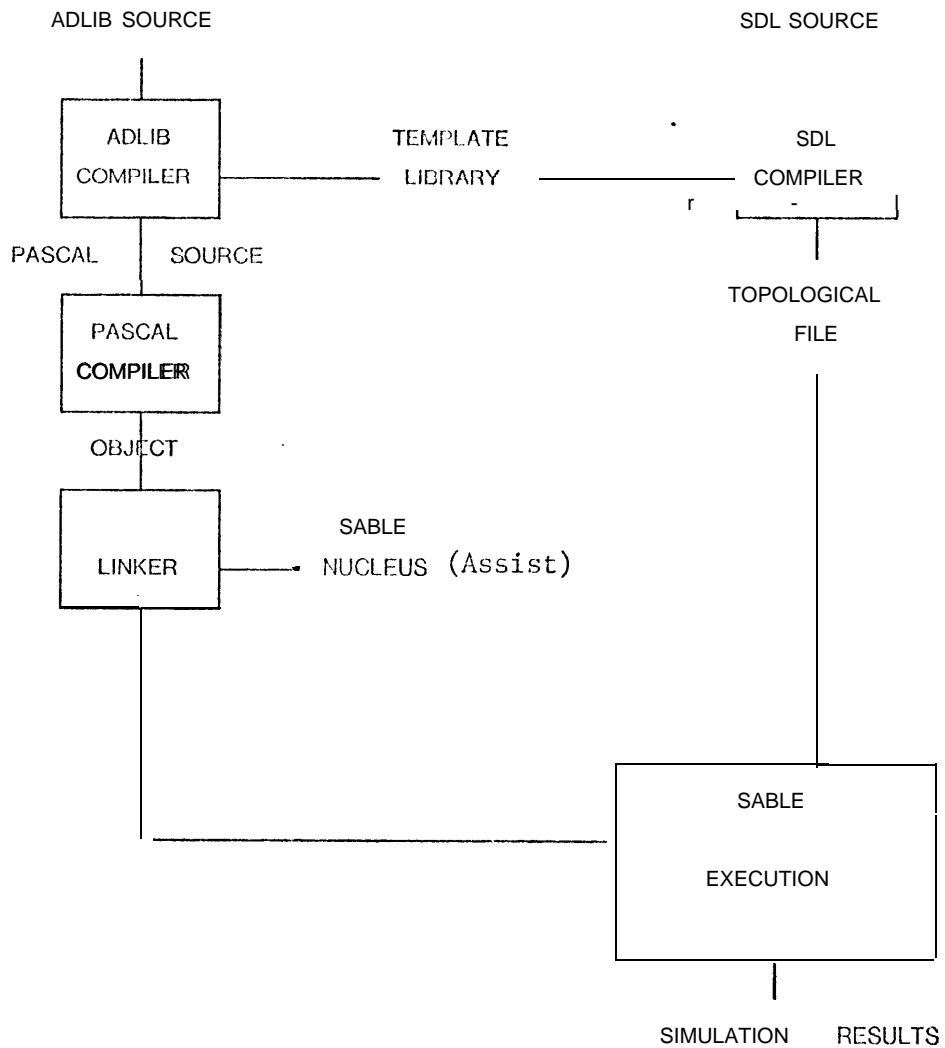 ADLIB SOURCE
SDL SOURCE
ADLIB
COMPILER
TEMPLATE
LIBRARY
SDL
COMPILER
PASCAL SOURCE
PASCAL
COMPILER
TOPOLOGICAL
FILE
OBJECT
LINKER
SABLE
NUCLEUS (Assist)
SABLE
EXECUTION
SIMULATION RESULTS